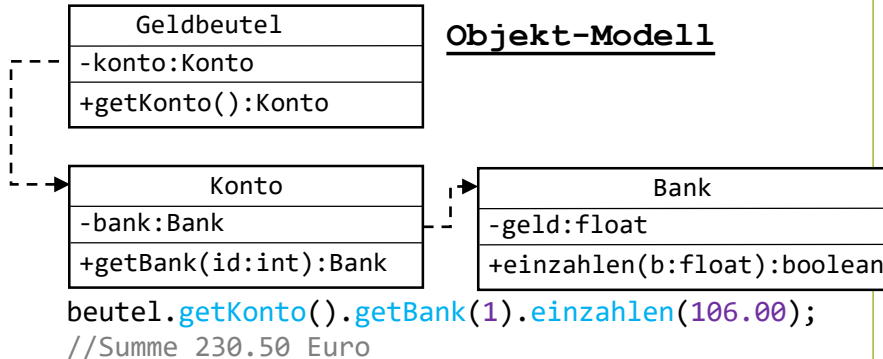 Geldbeutel
Objekt-Modell
-konto:Konto
+getKonto():Konto
Konto
-bank:Bank
+getBank(id:int):Bank
Bank
-geld:float
+einzahlen(b:float):boolean
beutel.getKonto().getBank(1).einzahlen(106.00);
//Summe 230.50 Euro